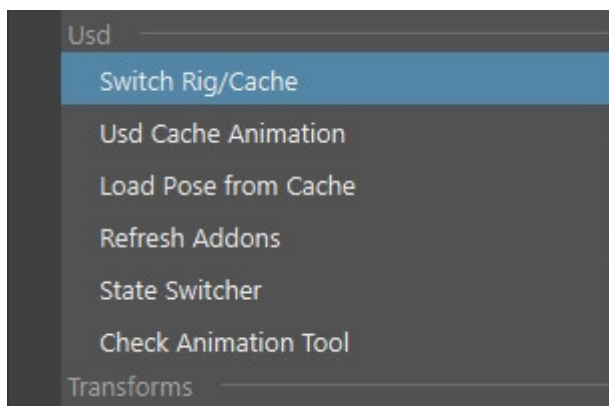 Usd
Switch Rig/Cache
Usd Cache Animation
Load Pose from Cache
Refresh Addons
State Switcher
Check Animation Tool
Transforms